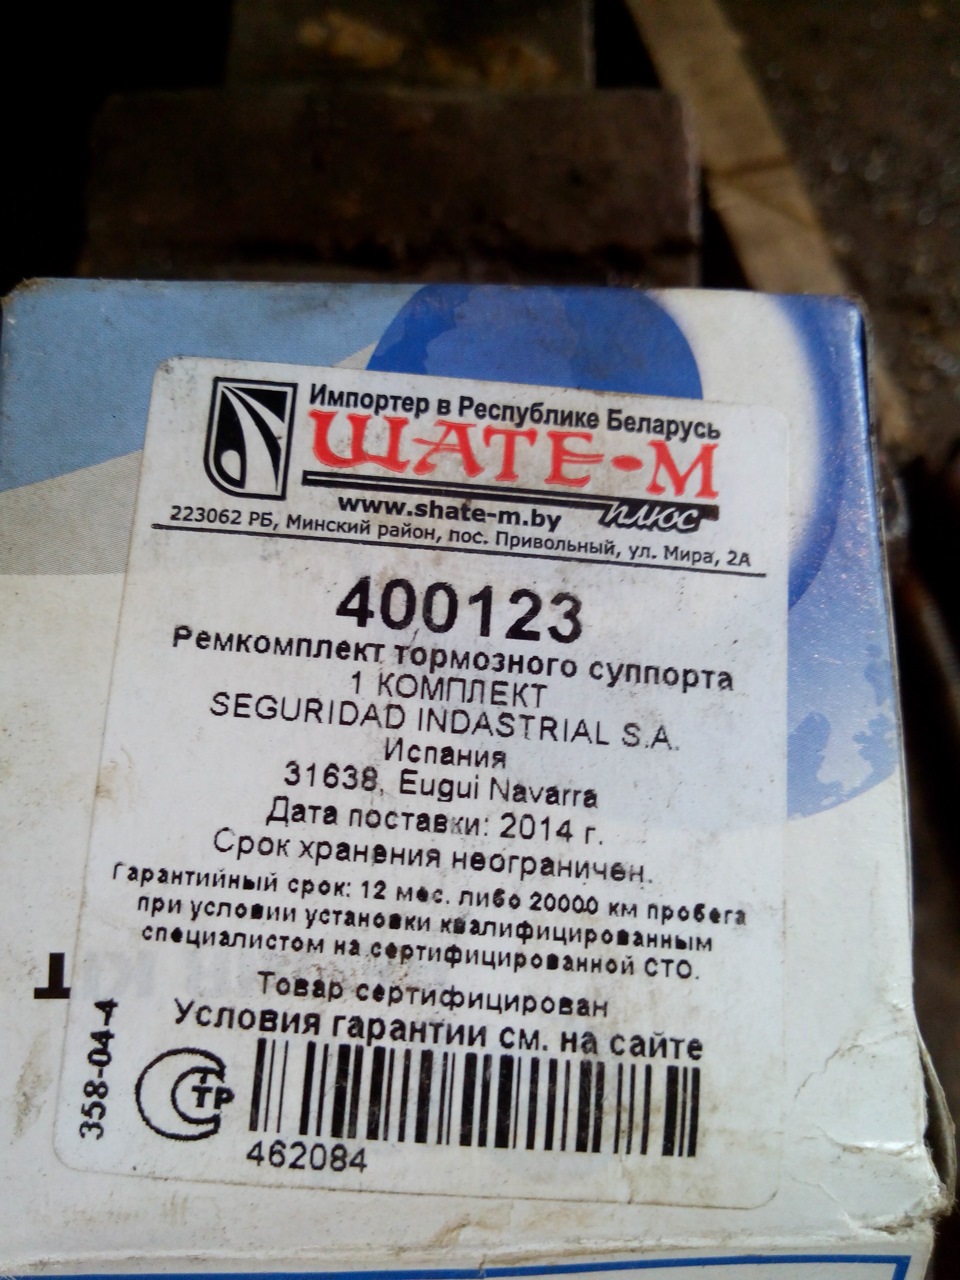 Импортер в Республике Беларусь
ШАТЕ-М
плюс
www.shate-m.by
223062 РБ, Минский район, пос. Привольный, ул. Мира, 2А
400123
Ремкомплект тормозного суппорта
1 КОМПЛЕКТ
SEGURIDAD INDASTRIAL S.A.
Испания
31638, Eugui Navarra
Дата поставки: 2014 г.
Срок хранения неограничен.
Гарантийный срок: 12 мес. либо 20000 км пробега
при условии установки квалифицированным
специалистом на сертифицированной СТО.
Товар сертифицирован
Условия гарантии см. на сайте
358-04-4
СТР
462084